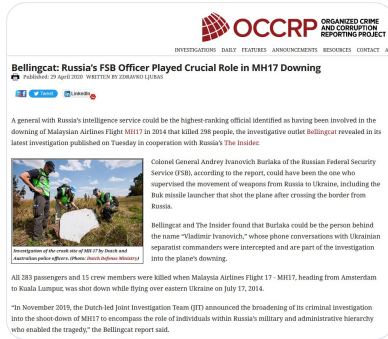 OCCRP ORGANIZED CRIME
AND CORRUPTION
REPORTING PROJECT
INVESTIGATIONS DAILY FEATURES ANNOUNCEMENTS RESOURCES CONTACT A
Bellingcat: Russia's FSB Officer Played Crucial Role in MH17 Downing
Published: 29 April 2020 WRITTEN BY ZDRAVKO LJUBAS
Tweet LinkedIn
A general with Russia's intelligence service could be the highest-ranking official identified as having been involved in the
downing of Malaysian Airlines Flight MH17 in 2014 that killed 298 people, the investigative outlet Bellingcat revealed in its
latest investigation published on Tuesday in cooperation with Russia's The Insider.
Colonel General Andrey Ivanovich Burlaka of the Russian Federal Security
Service (FSB), according to the report, could have been the one who
supervised the movement of weapons from Russia to Ukraine, including the
Buk missile launcher that shot the plane after crossing the border from
Russia.
Investigation of the crash site of MH-17 by Dutch and
Australian police officers. (Photo: Dutch Defense Ministry)
Bellingcat and The Insider found that Burlaka could be the person behind
the name "Vladimir Ivanovich," whose phone conversations with Ukrainian
separatist commanders were intercepted and are part of the investigation
into the plane's downing.
All 283 passengers and 15 crew members were killed when Malaysia Airlines Flight 17 - MH17, heading from Amsterdam
to Kuala Lumpur, was shot down while flying over eastern Ukraine on July 17, 2014.
"In November 2019, the Dutch-led Joint Investigation Team (JIT) announced the broadening of its criminal investigation
into the shoot-down of MH17 to encompass the role of individuals within Russia's military and administrative hierarchy
who enabled the tragedy," the Bellingcat report said.